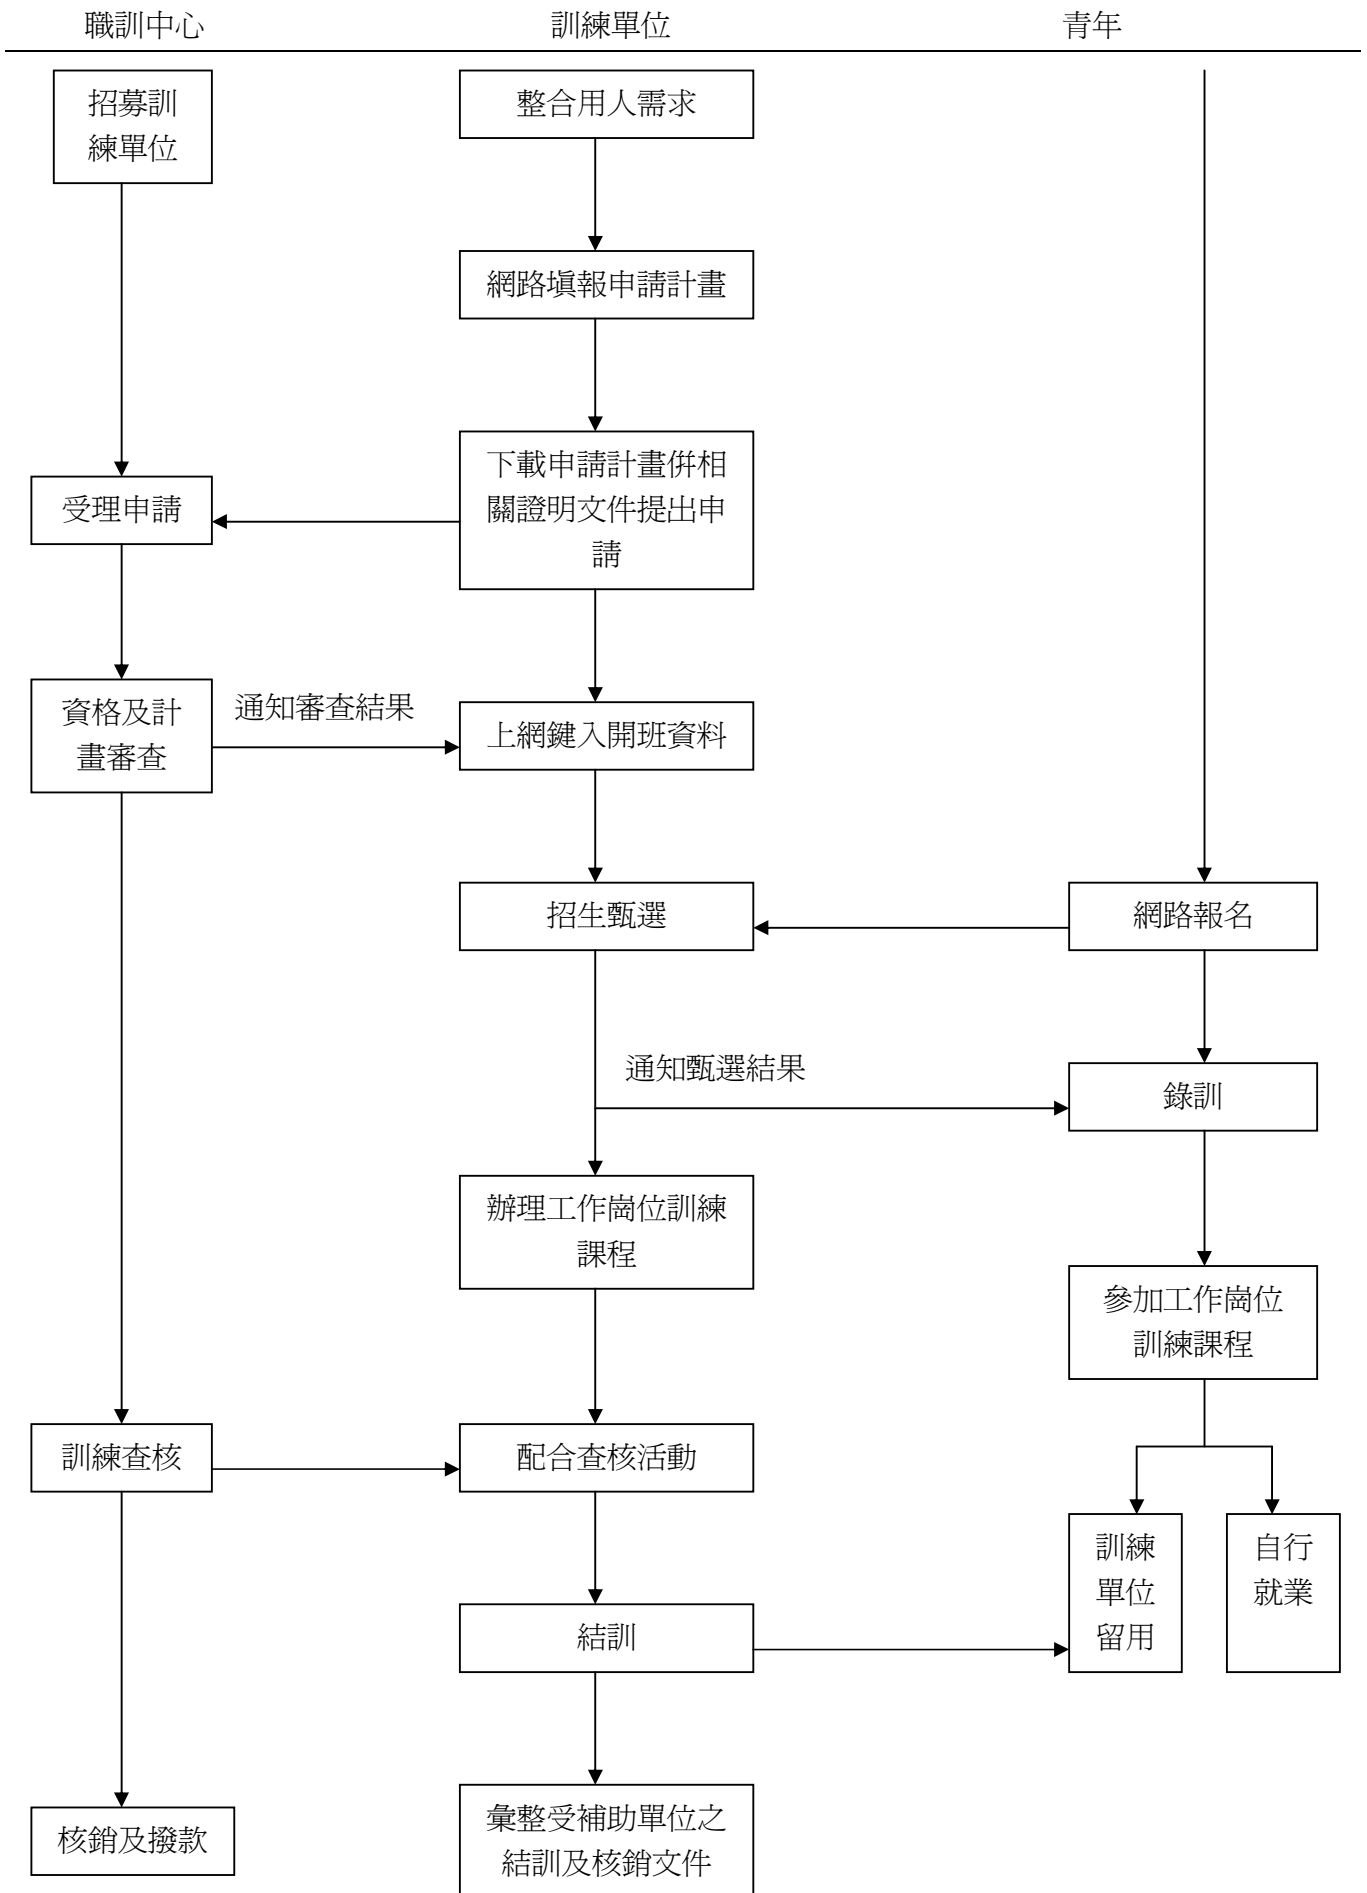 職訓中心
訓練單位
青年
招募訓
練單位
整合用人需求
網路填報申請計畫
下載申請計畫併相
關證明文件提出申
請
受理申請
資格及計
畫審查
通知審查結果
上網鍵入開班資料
招生甄選
網路報名
通知甄選結果
錄訓
辦理工作崗位訓練
課程
參加工作崗位
訓練課程
訓練查核
配合查核活動
訓練
單位
留用
自行
就業
結訓
核銷及撥款
彙整受補助單位之
結訓及核銷文件